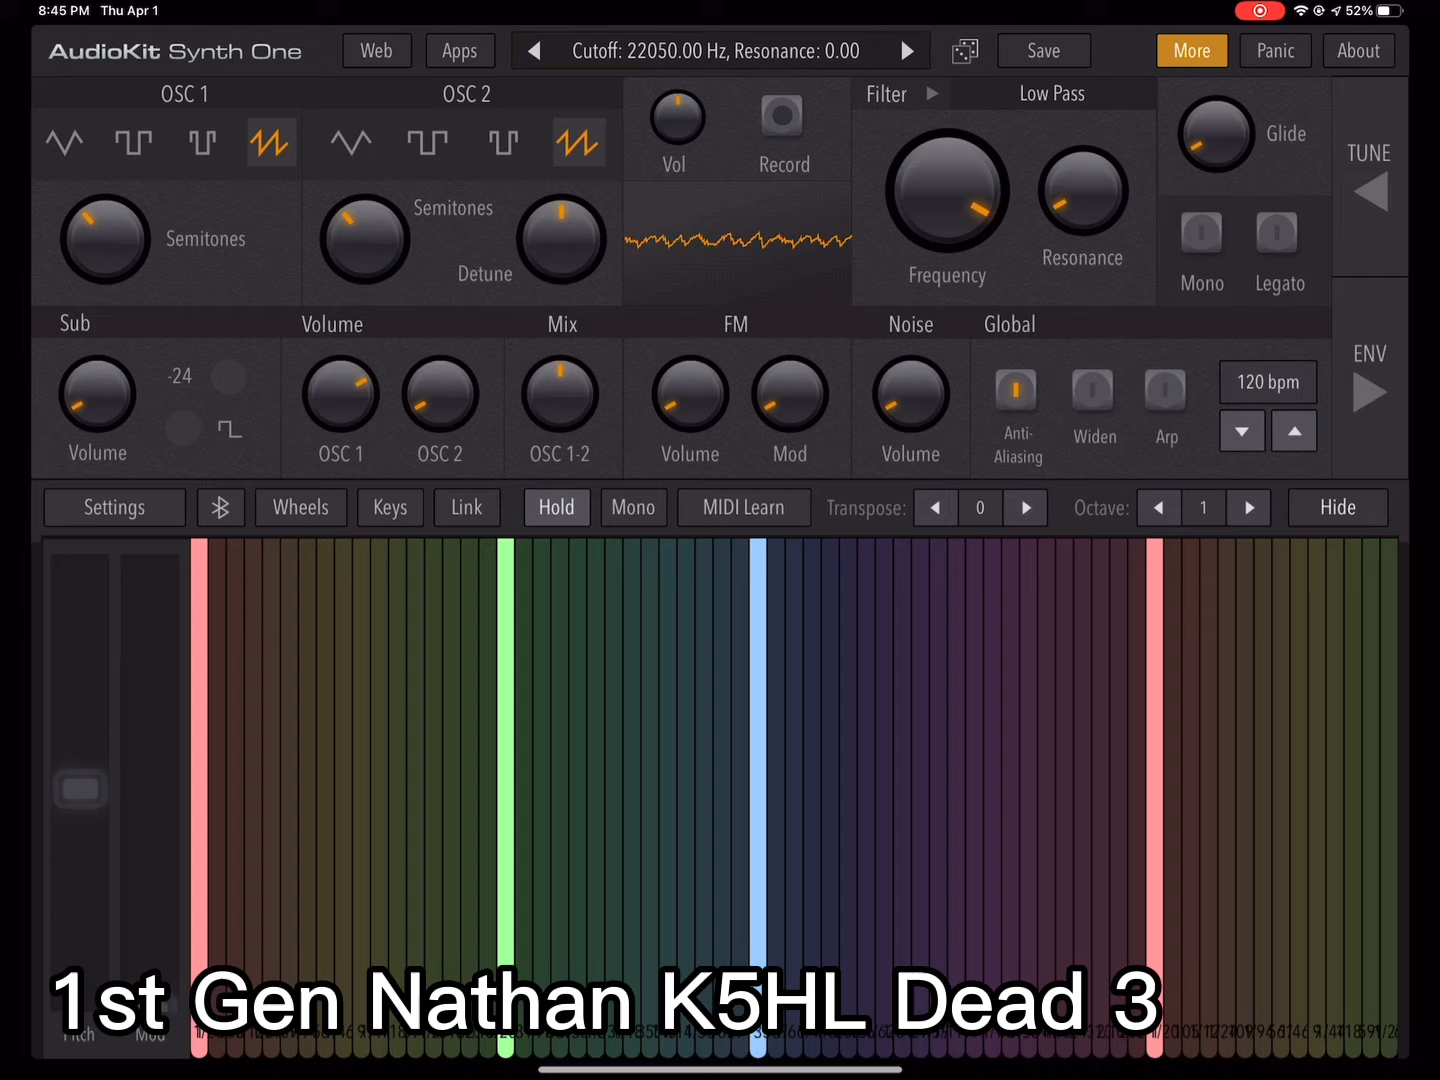 8:45 PM Thu Apr 1 52%
AudioKit Synth One Web Apps Cutoff: 22050.00 Hz, Resonance: 0.00 Save More Panic About
OSC 1 OSC 2 Filter Low Pass
Vol Record Glide TUNE
Semitones Semitones Detune Frequency Resonance Mono Legato
Sub Volume Mix FM Noise Global ENV
-24 120 bpm
Volume OSC 1 OSC 2 OSC 1-2 Volume Mod Volume Anti-Aliasing Widen Arp
Settings Wheels Keys Link Hold Mono MIDI Learn Transpose: 0 Octave: 1 Hide
1st Gen Nathan K5HL Dead 3
Pitch Mod